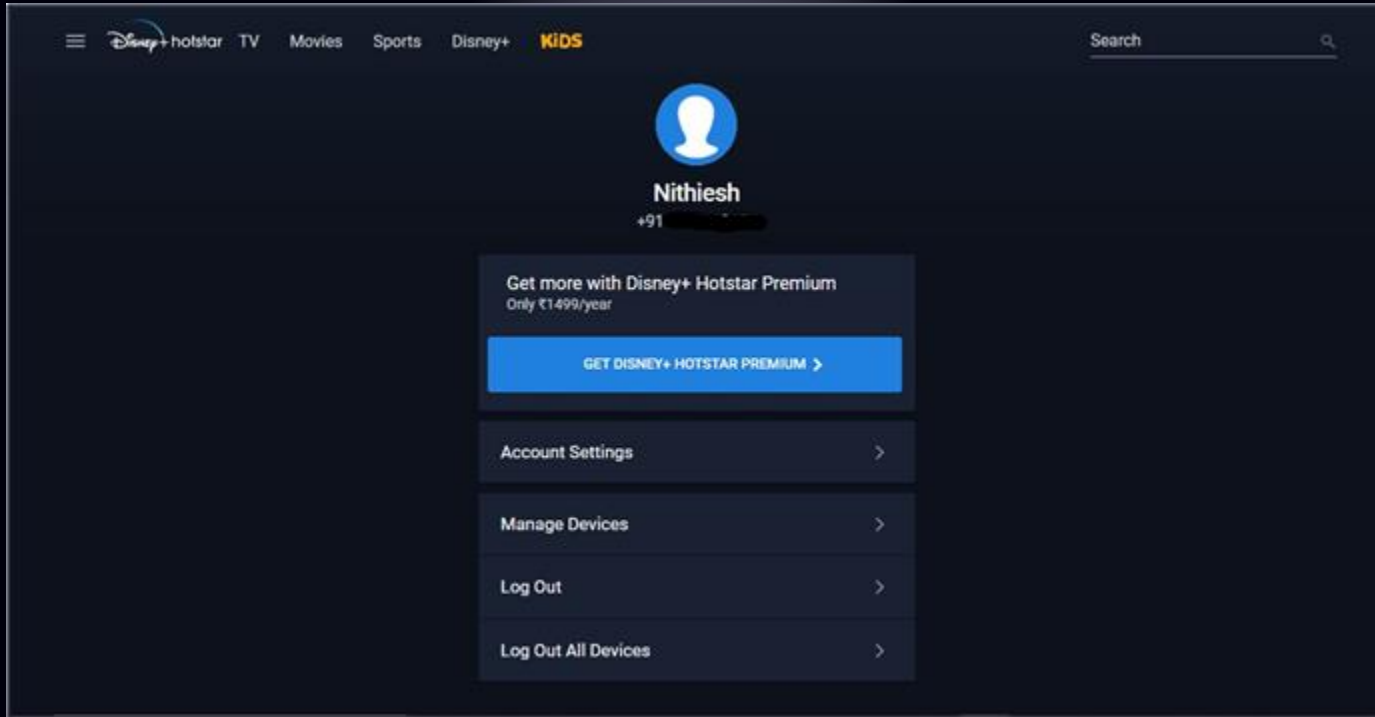 Disney+ hotstar TV Movies Sports Disney+ KiDS Search
Nithiesh
+91
Get more with Disney+ Hotstar Premium
Only ₹1499/year
GET DISNEY+ HOTSTAR PREMIUM
Account Settings
Manage Devices
Log Out
Log Out All Devices